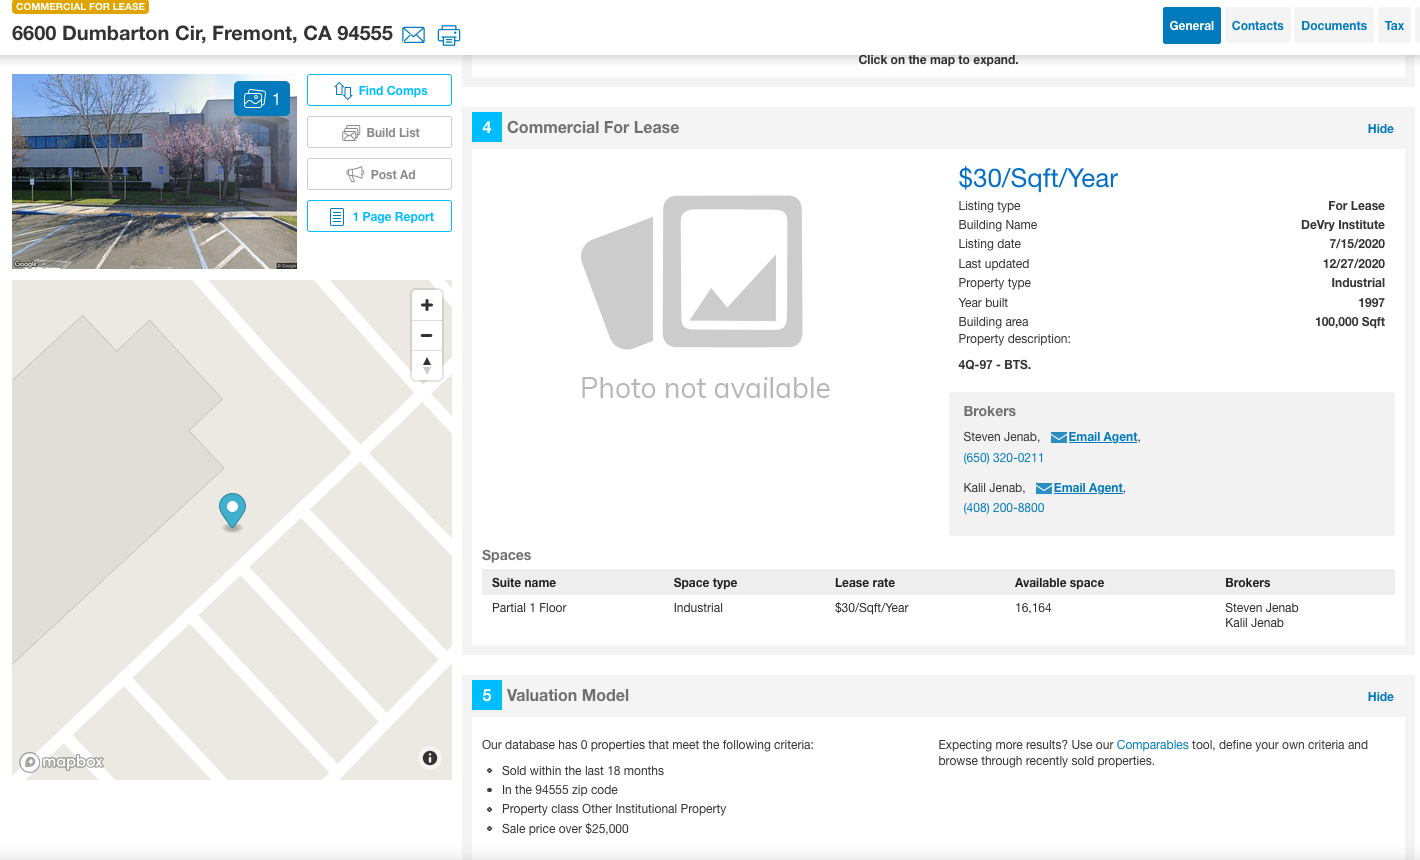 COMMERCIAL FOR LEASE
6600 Dumbarton Cir, Fremont, CA 94555
General Contacts Documents Tax
1
Find Comps
Build List
Post Ad
1 Page Report
Google
© Google
mapbox
Click on the map to expand.
4 Commercial For Lease Hide
Photo not available
$30/Sqft/Year
Listing type For Lease
Building Name DeVry Institute
Listing date 7/15/2020
Last updated 12/27/2020
Property type Industrial
Year built 1997
Building area 100,000 Sqft
Property description:
4Q-97 - BTS.
Brokers
Steven Jenab, Email Agent,
(650) 320-0211
Kalil Jenab, Email Agent,
(408) 200-8800
Spaces
Suite name Space type Lease rate Available space Brokers
Partial 1 Floor Industrial $30/Sqft/Year 16,164 Steven Jenab
Kalil Jenab
5 Valuation Model Hide
Our database has 0 properties that meet the following criteria:
Sold within the last 18 months
In the 94555 zip code
Property class Other Institutional Property
Sale price over $25,000
Expecting more results? Use our Comparables tool, define your own criteria and
browse through recently sold properties.